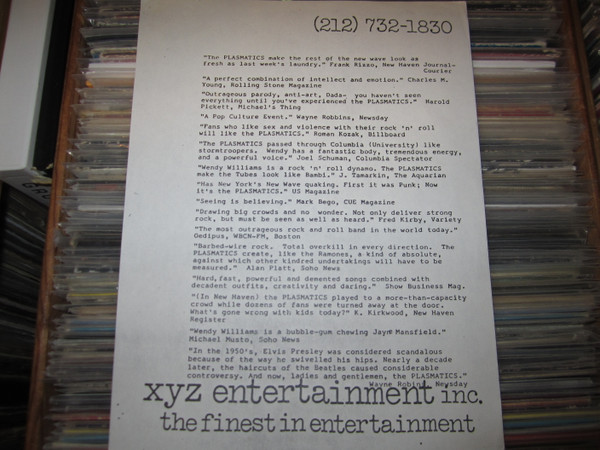 (212) 732-1830
"The PLASMATICS make the rest of the new wave look as
fresh as last week's laundry." Frank Rizzo, New Haven Journal-
Courier
"A perfect combination of intellect and emotion." Charles M.
Young, Rolling Stone Magazine
"Outrageous parody, anti-art, Dada- you haven't seen
everything until you've experienced the PLASMATICS." Harold
Pickett, Michael's Thing
"A Pop Culture Event." Wayne Robbins, Newsday
"Fans who like sex and violence with their rock 'n' roll
will like the PLASMATICS." Roman Kozak, Billboard
"The PLASMATICS passed through Columbia (University) like
stormtroopers. Wendy has a fantastic body, tremendous energy,
and a powerful voice." Joel Schuman, Columbia Spectator
"Wendy Williams is a rock 'n' roll dynamo. The PLASMATICS
make the Tubes look like Bambi." J. Tamarkin, The Aquarian
"Has New York's New Wave quaking. First it was Punk; Now
it's the PLASMATICS." US Magazine
"Seeing is believing." Mark Bego, CUE Magazine
"Drawing big crowds and no wonder. Not only deliver strong
rock, but must be seen as well as heard." Fred Kirby, Variety
"The most outrageous rock and roll band in the world today."
Oedipus, WBCN-FM, Boston
"Barbed-wire rock. Total overkill in every direction. The
PLASMATICS create, like the Ramones, a kind of absolute,
against which other kindred undertakings will have to be
measured." Alan Platt, Soho News
"Hard, fast, powerful and demented songs combined with
decadent outfits, creativity and daring." Show Business Mag.
"(In New Haven) the PLASMATICS played to a more-than-capacity
crowd while dozens of fans were turned away at the door.
What's gone wrong with kids today?" K. Kirkwood, New Haven
Register
"Wendy Williams is a bubble-gum chewing Jayne Mansfield."
Michael Musto, Soho News
"In the 1950's, Elvis Presley was considered scandalous
because of the way he swivelled his hips. Nearly a decade
later, the haircuts of the Beatles caused considerable
controversy. And now, ladies and gentlemen, the PLASMATICS."
Wayne Robins, Newsday
xyz entertainment inc.
the finest in entertainment